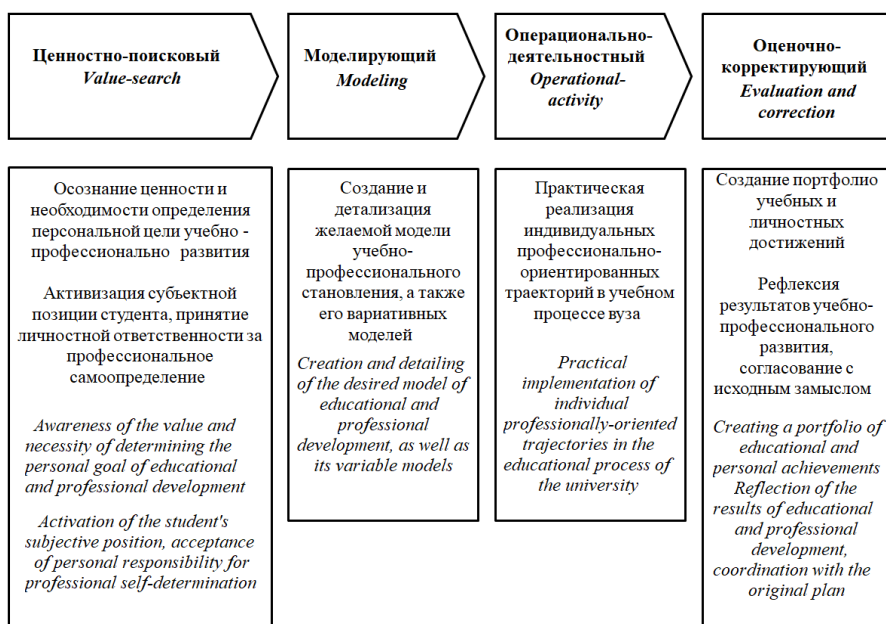 Ценностно-поисковый
Value-search
Моделирующий
Modeling
Операционально-
деятельностный
Operational-
activity
Оценочно-
корректирующий
Evaluation and
correction
Осознание ценности и
необходимости определения
персональной цели учебно -
профессионально развития
Активизация субъектной
позиции студента, принятие
личностной ответственности за
профессиональное
самоопределение
Awareness of the value and
necessity of determining the
personal goal of educational
and professional development
Activation of the student's
subjective position, acceptance
of personal responsibility for
professional self-determination
Создание и
детализация
желаемой модели
учебно-
профессионального
становления, а также
его вариативных
моделей
Creation and detailing
of the desired model of
educational and
professional
development, as well as
its variable models
Практическая
реализация
индивидуальных
профессионально-
ориентированных
траекторий в учебном
процессе вуза
Practical
implementation of
individual
professionally-oriented
trajectories in the
educational process of
the university
Создание портфолио
учебных и
личностных
достижений
Рефлексия
результатов учебно-
профессионального
развития,
согласование с
исходным замыслом
Creating a portfolio of
educational and
personal achievements
Reflection of the
results of educational
and professional
development,
coordination with the
original plan